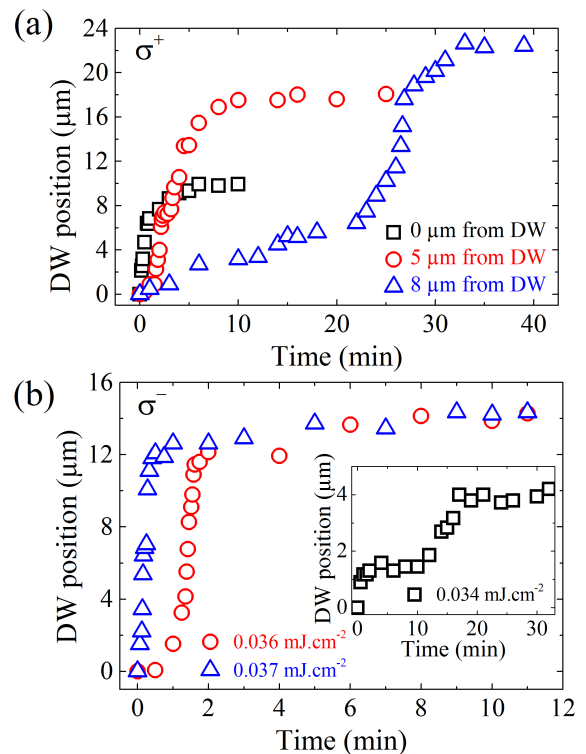 (a)
σ+
DW position (μm)
24
20
16
12
8
4
0
0 μm from DW
5 μm from DW
8 μm from DW
0 10 20 30 40
Time (min)
(b)
σ−
DW position (μm)
16
12
8
4
0
0.036 mJ.cm-2
0.037 mJ.cm-2
DW position (μm)
4
2
0
0.034 mJ.cm-2
0 10 20 30
Time (min)
0 2 4 6 8 10 12
Time (min)